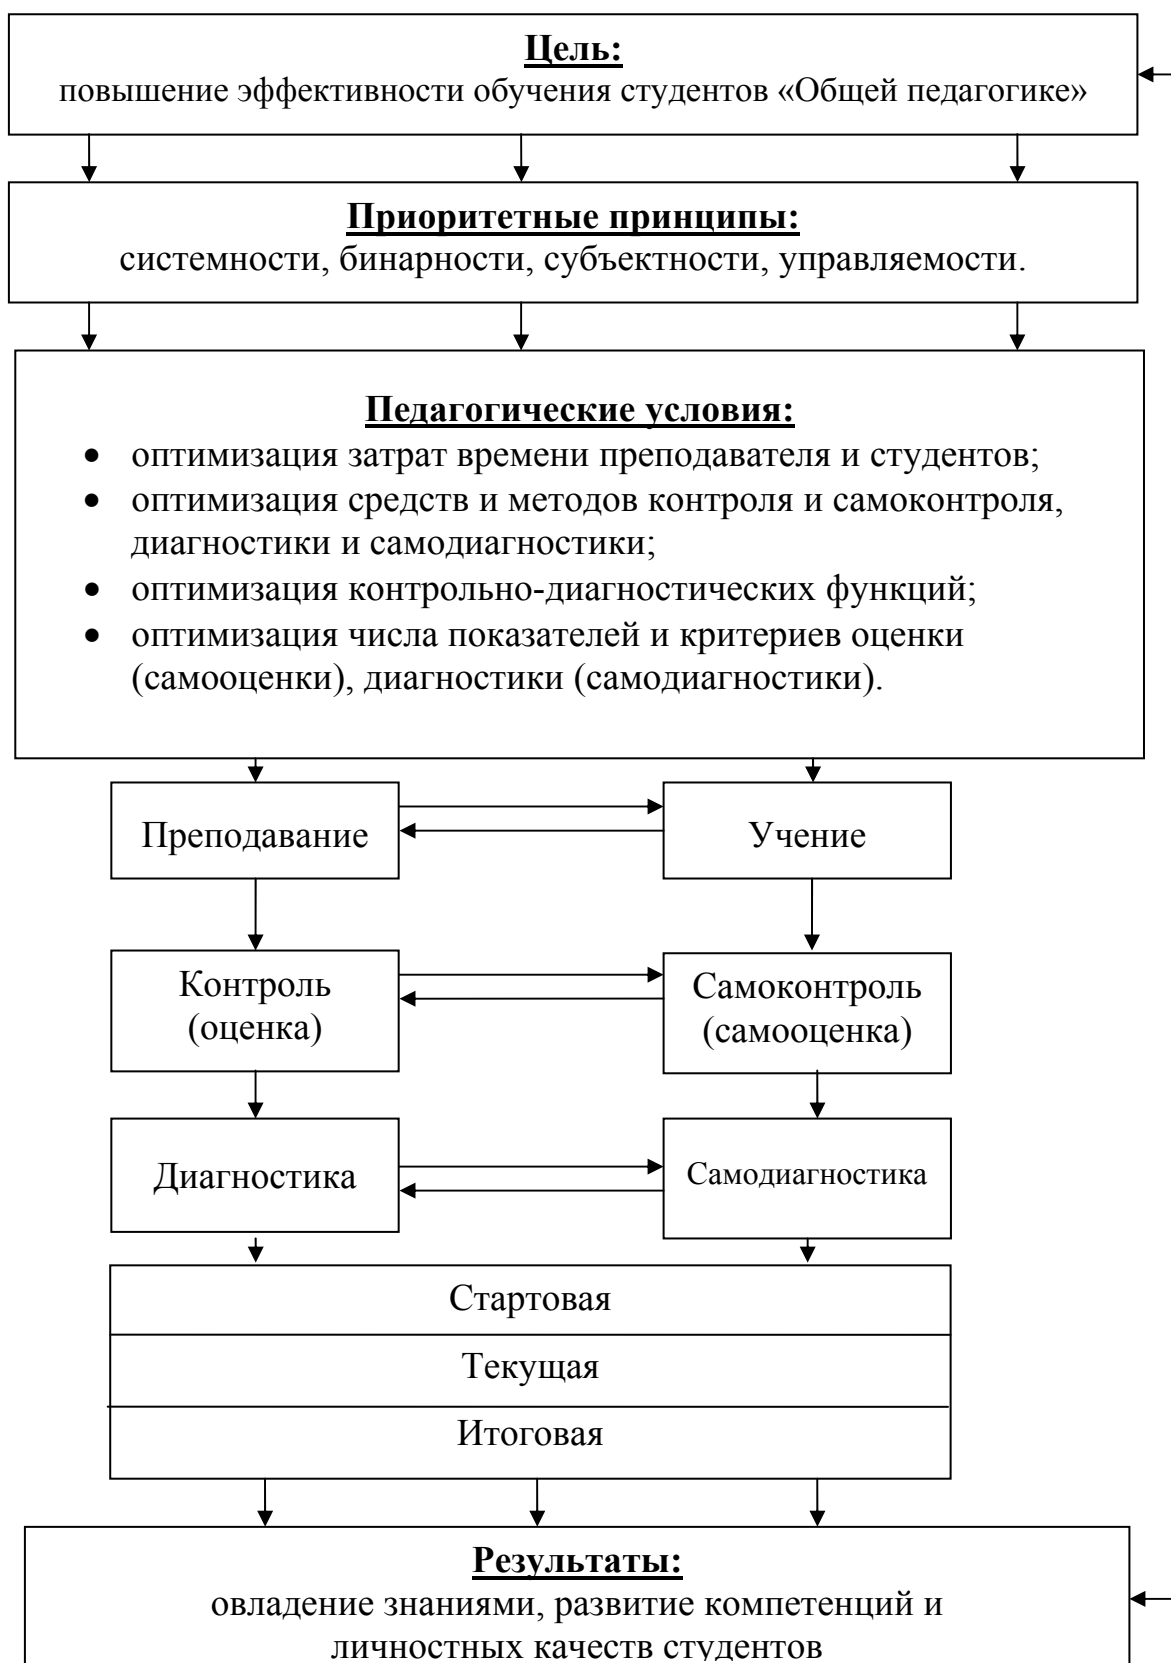 Цель:
повышение эффективности обучения студентов «Общей педагогике»
Приоритетные принципы:
системности, бинарности, субъектности, управляемости.
Педагогические условия:
• оптимизация затрат времени преподавателя и студентов;
• оптимизация средств и методов контроля и самоконтроля,
диагностики и самодиагностики;
• оптимизация контрольно-диагностических функций;
• оптимизация числа показателей и критериев оценки
(самооценки), диагностики (самодиагностики).
Преподавание
Учение
Контроль
(оценка)
Самоконтроль
(самооценка)
Диагностика
Самодиагностика
Стартовая
Текущая
Итоговая
Результаты:
овладение знаниями, развитие компетенций и
личностных качеств студентов